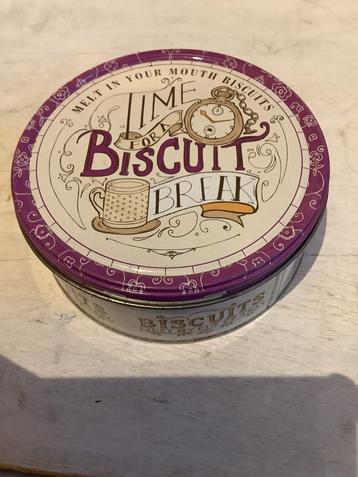 MELT IN YOUR MOUTH BISCUITS
TIME
FOR A
BISCUIT
BREAK
BISCUITS